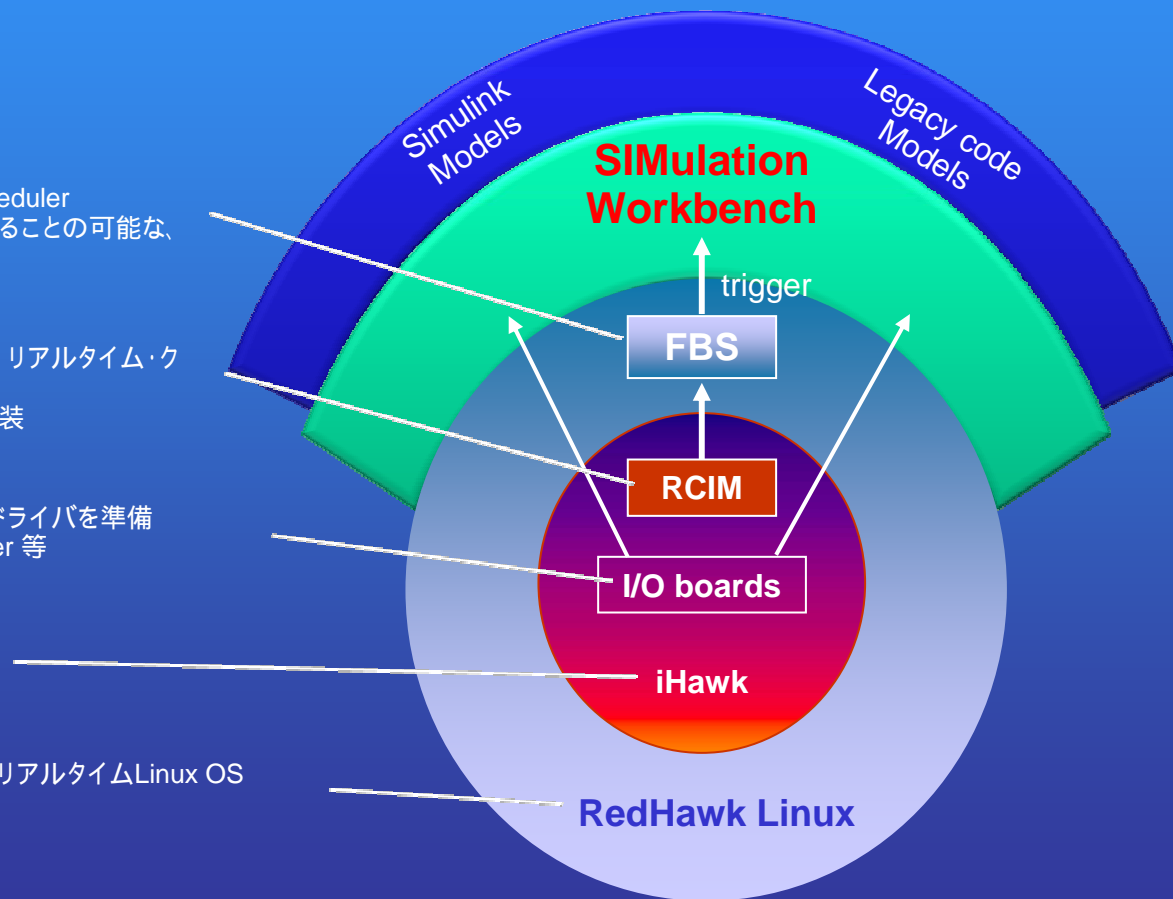 Simulink
Models
Legacy code
Models
SIMulation
Workbench
eduler
ることの可能な、
trigger
FBS
リアルタイム・ク
装
RCIM
ドライバを準備
er 等
I/O boards
iHawk
リアルタイムLinux OS
RedHawk Linux